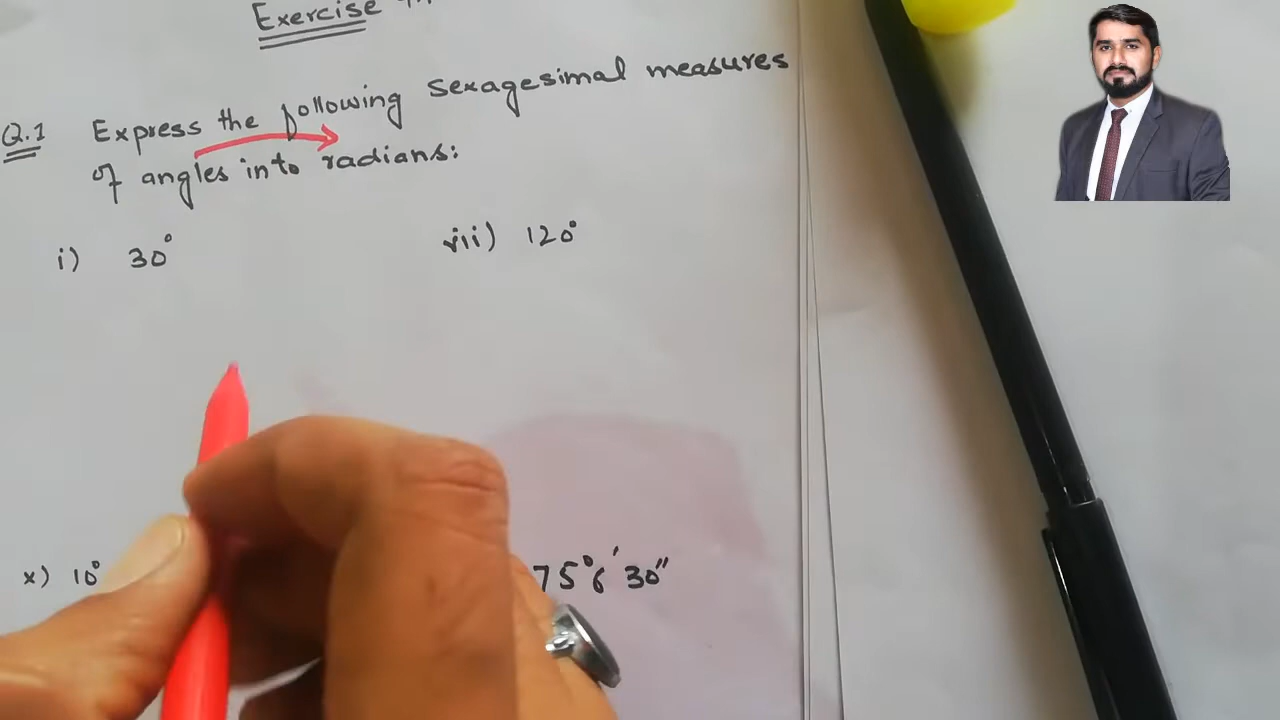 Exercise
Q.1 Express the following sexagesimal measures
of angles into radians:
i) 30° vii) 120°
x) 10° 75° 6' 30"